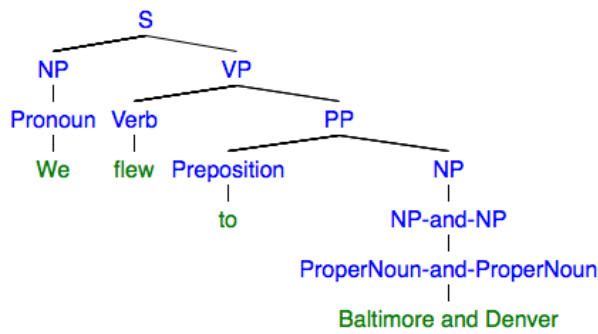 S
NP VP
Pronoun Verb PP
We flew Preposition NP
to NP-and-NP
ProperNoun-and-ProperNoun
Baltimore and Denver